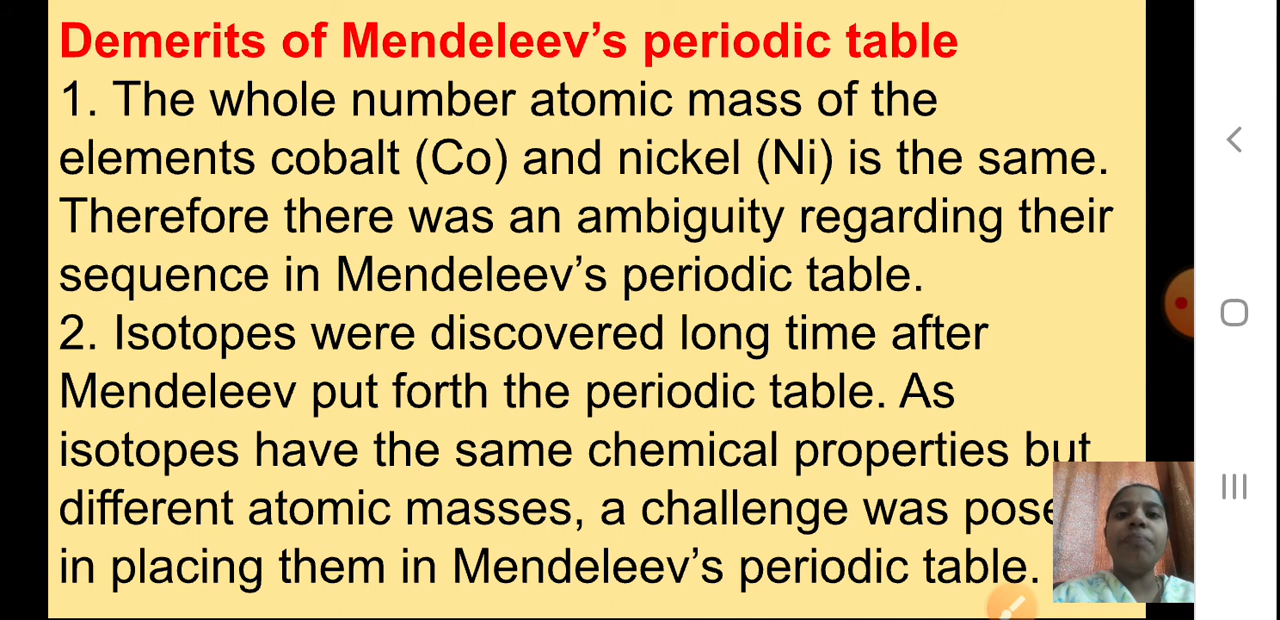 Demerits of Mendeleev’s periodic table
1. The whole number atomic mass of the
elements cobalt (Co) and nickel (Ni) is the same.
Therefore there was an ambiguity regarding their
sequence in Mendeleev’s periodic table.
2. Isotopes were discovered long time after
Mendeleev put forth the periodic table. As
isotopes have the same chemical properties but
different atomic masses, a challenge was pose
in placing them in Mendeleev’s periodic table.